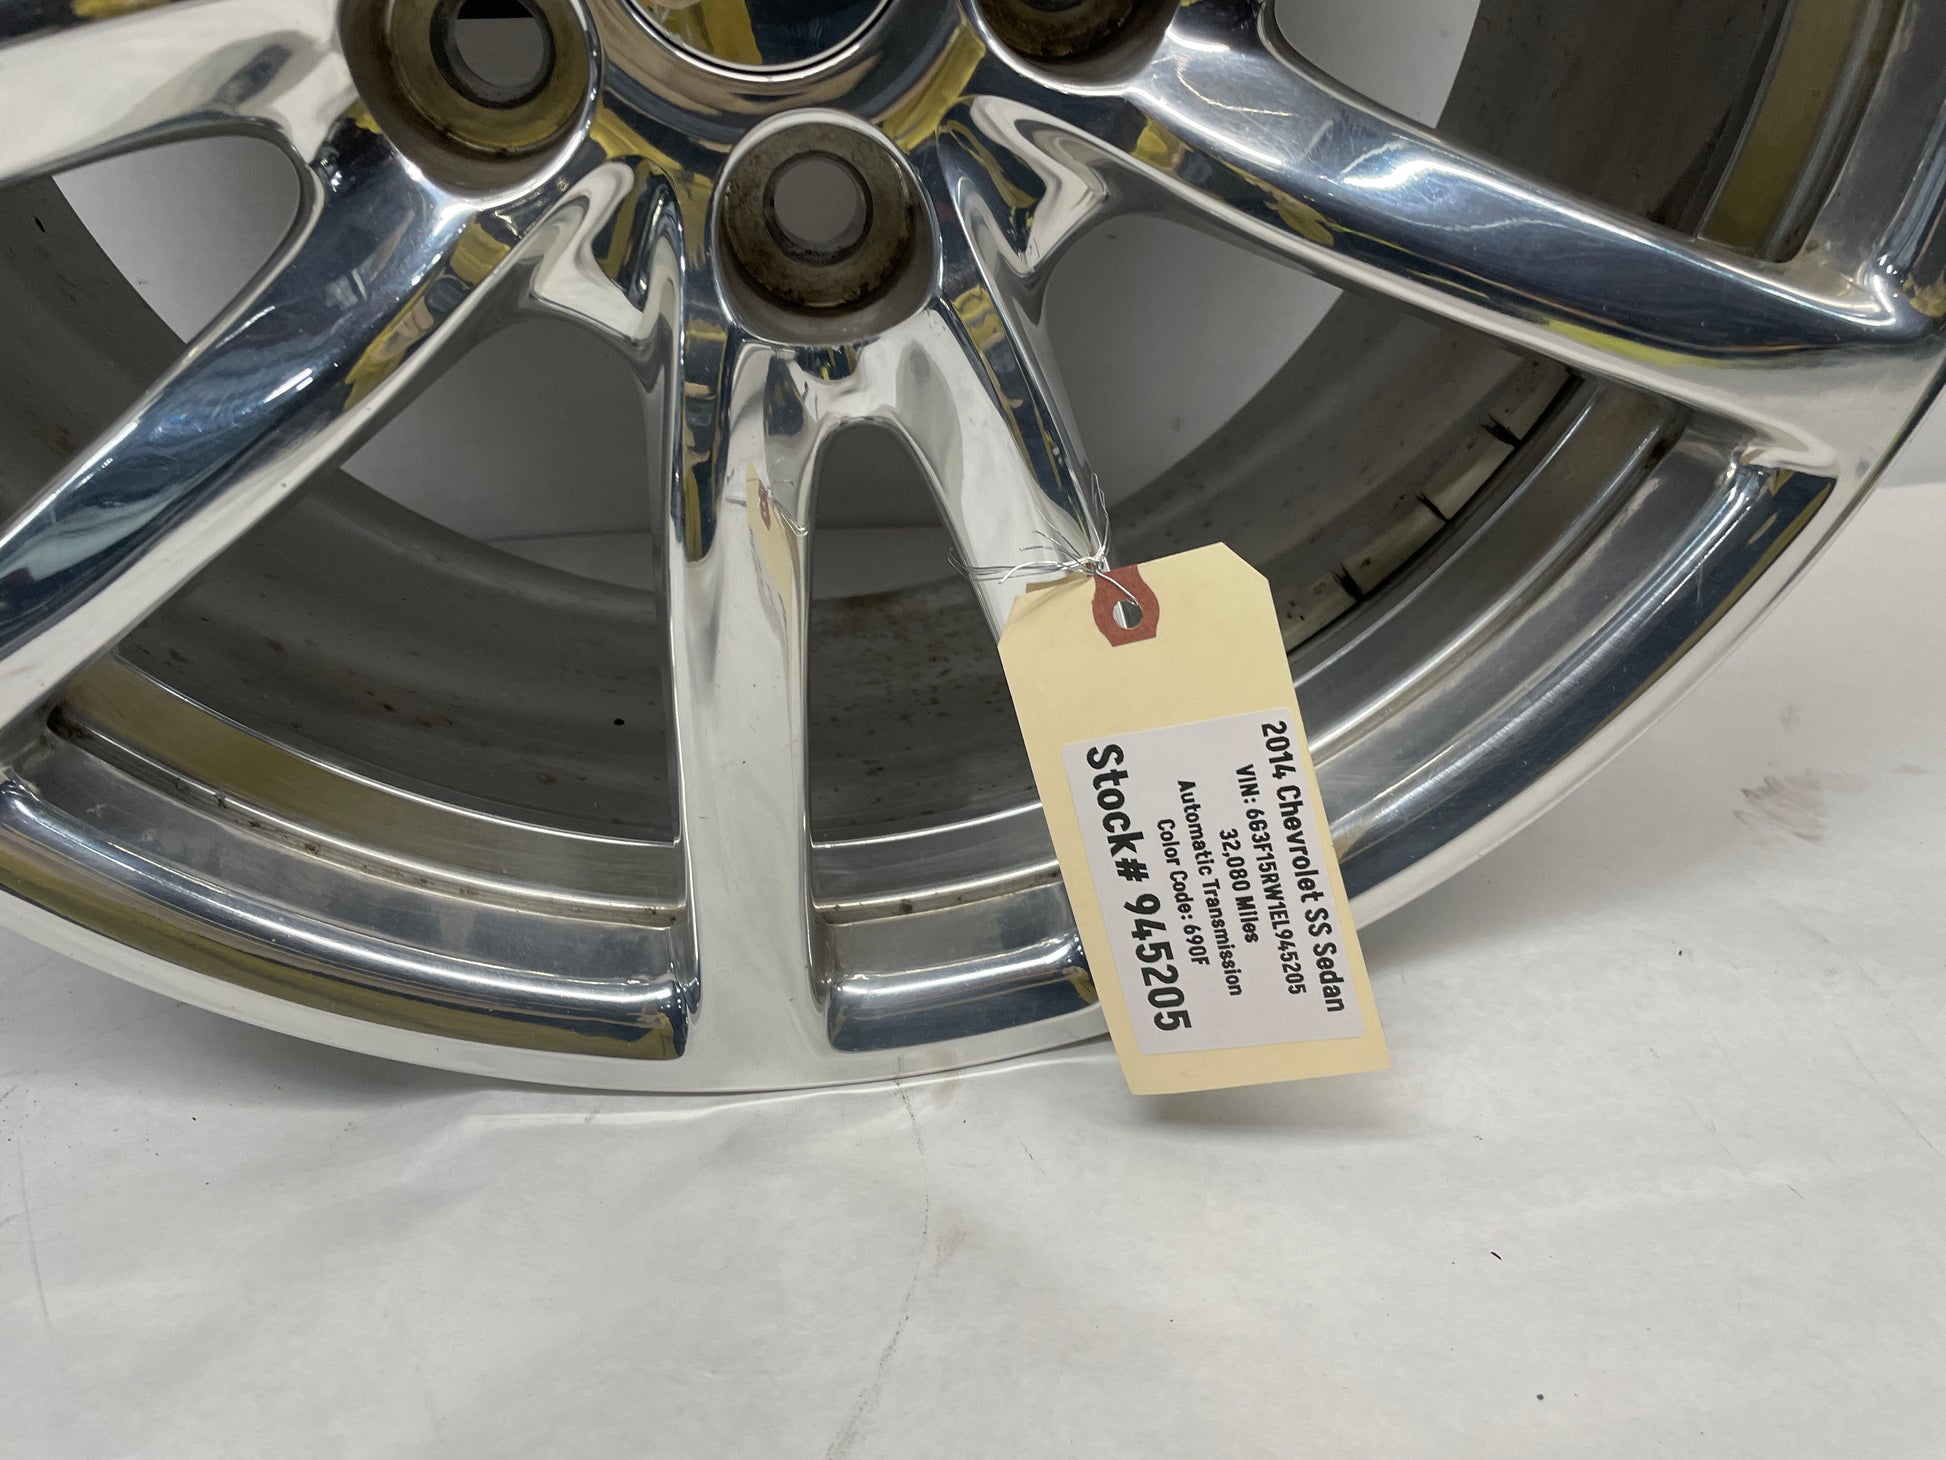 2014 Chevrolet SS Sedan
VIN: 6G3F15RW1EL945205
32,080 Miles
Automatic Transmission
Color Code: 690F
Stock# 945205